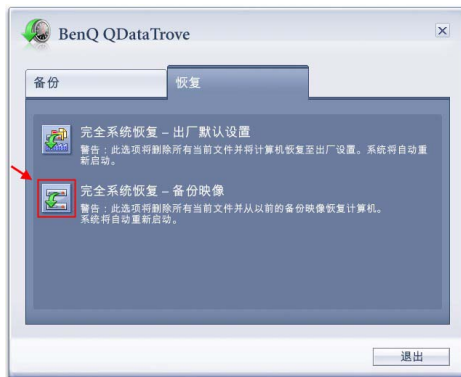 BenQ QDataTrove
备份
恢复
完全系统恢复 – 出厂默认设置
警告：此选项将删除所有当前文件并将计算机恢复至出厂设置。系统将自动重
新启动。
完全系统恢复 – 备份映像
警告：此选项将删除所有当前文件并从以前的备份映像恢复计算机。
系统将自动重新启动。
退出